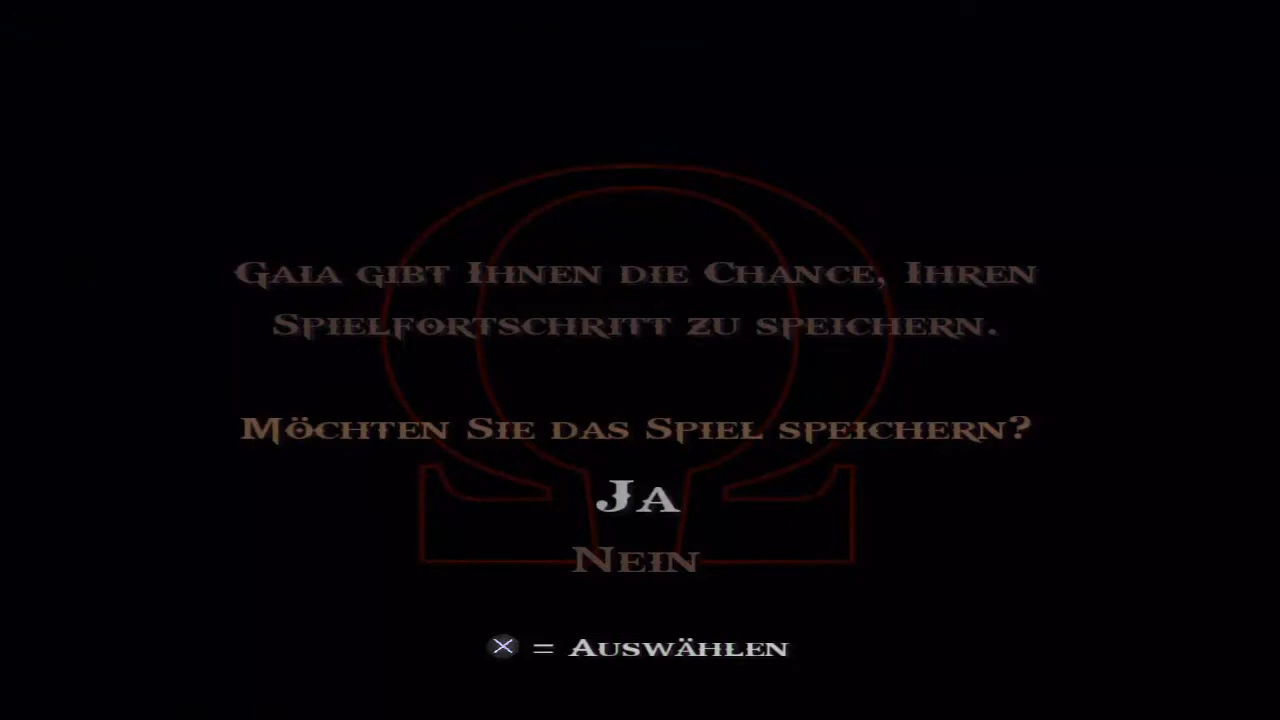 Gaia gibt Ihnen die Chance, Ihren
Spielfortschritt zu speichern.
Möchten Sie das Spiel speichern?
Ja
Nein
= Auswählen